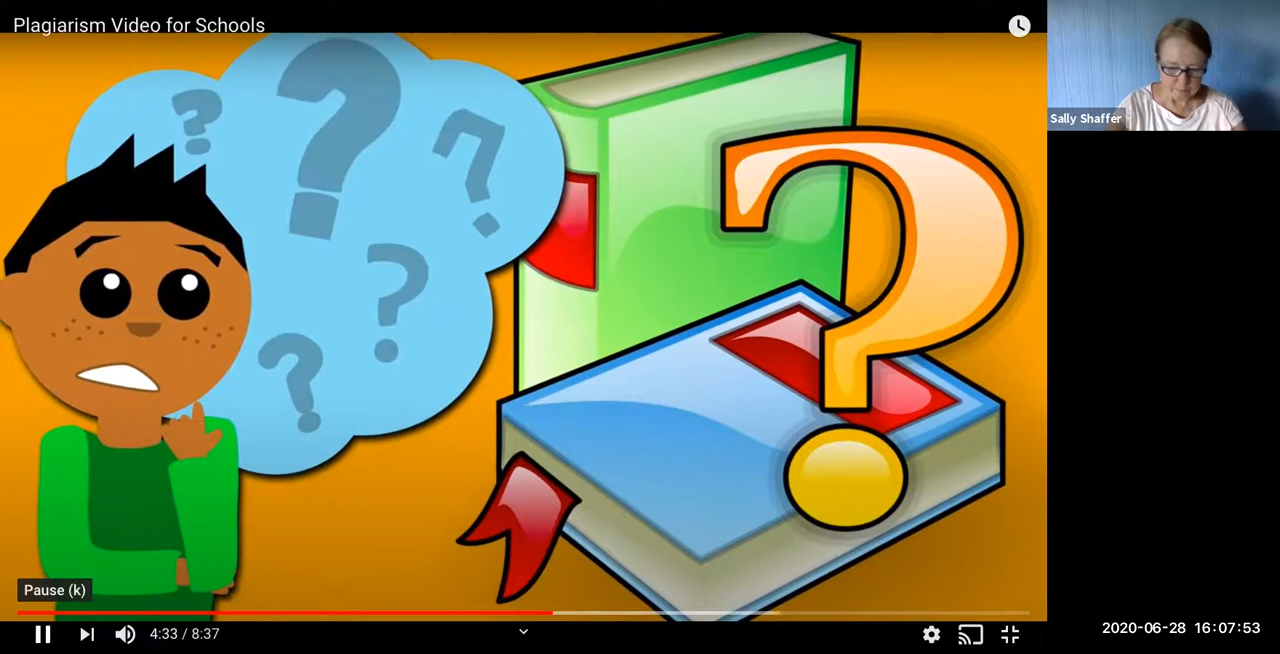 Plagiarism Video for Schools
Sally Shaffer
? ? ? ? ?
?
Pause (k)
4:33 / 8:37
2020-06-28 16:07:53